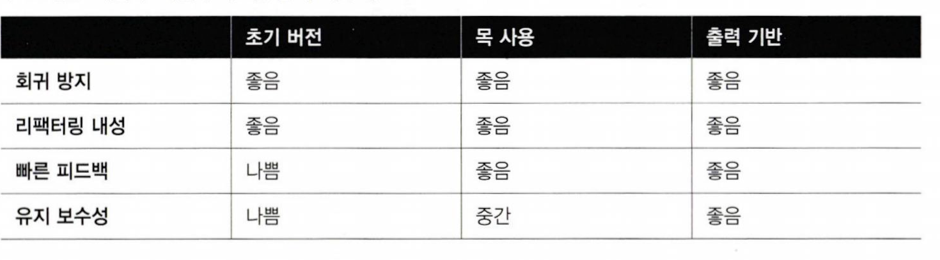 초기 버전 목 사용 출력 기반
회귀 방지 좋음 좋음 좋음
리팩터링 내성 좋음 좋음 좋음
빠른 피드백 나쁨 좋음 좋음
유지 보수성 나쁨 중간 좋음